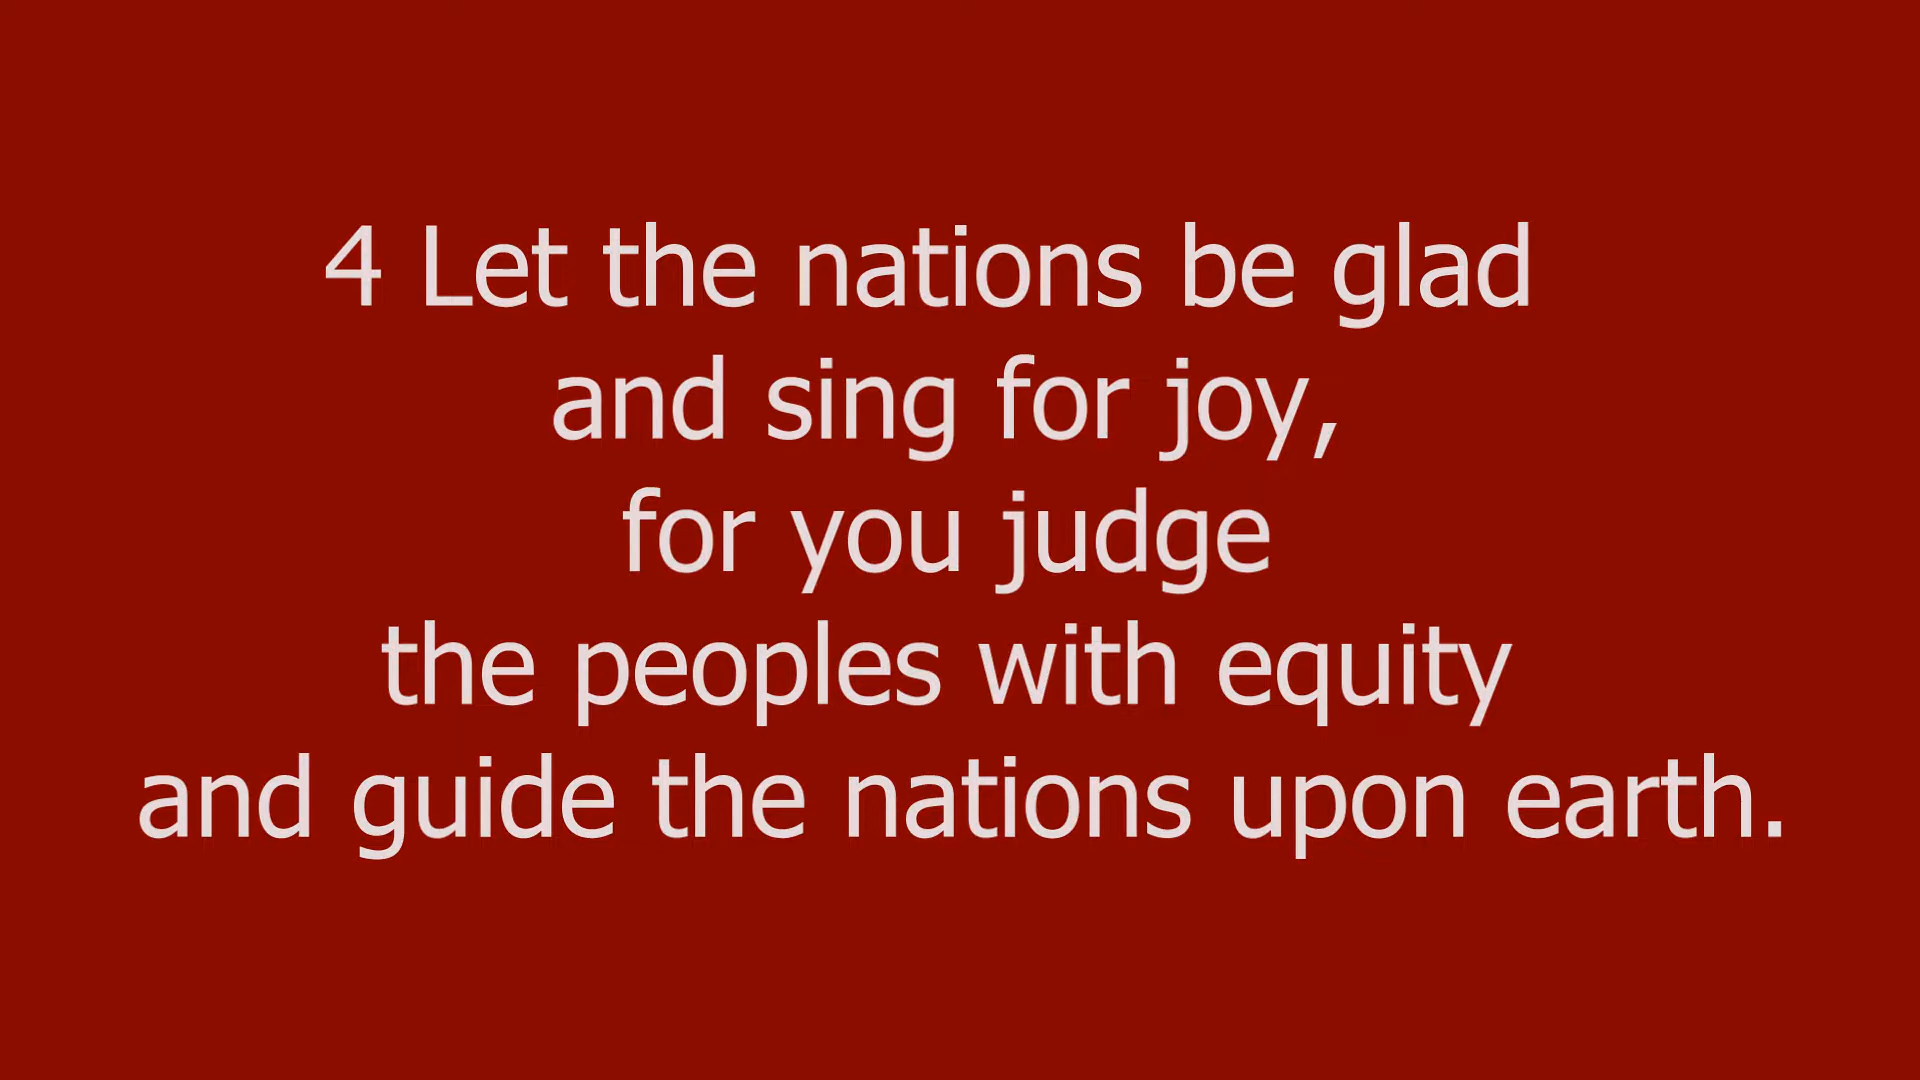 4 Let the nations be glad
and sing for joy,
for you judge
the peoples with equity
and guide the nations upon earth.